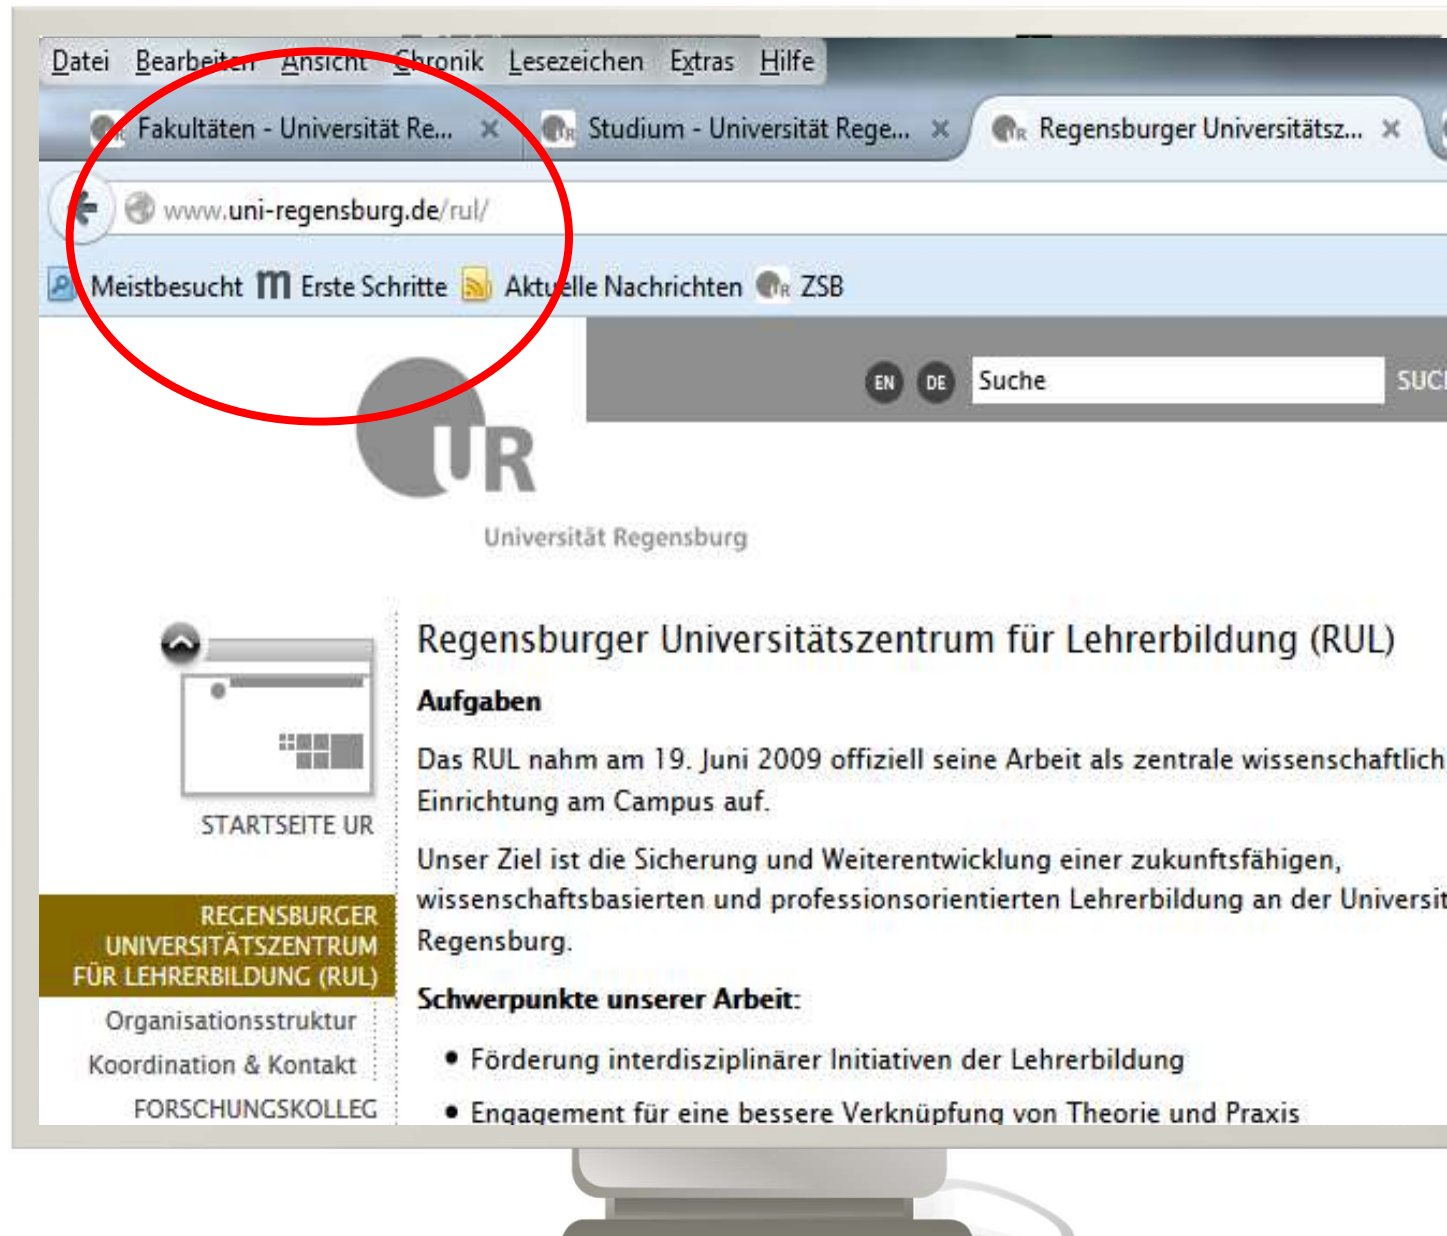 Datei Bearbeiten Ansicht Chronik Lesezeichen Extras Hilfe
Fakultäten - Universität Re... Studium - Universität Rege... Regensburger Universitätsz...
www.uni-regensburg.de/rul/
Meistbesucht Erste Schritte Aktuelle Nachrichten ZSB
EN DE Suche
UR
Universität Regensburg
Regensburger Universitätszentrum für Lehrerbildung (RUL)
Aufgaben
Das RUL nahm am 19. Juni 2009 offiziell seine Arbeit als zentrale wissenschaftlich
Einrichtung am Campus auf.
STARTSEITE UR
Unser Ziel ist die Sicherung und Weiterentwicklung einer zukunftsfähigen,
wissenschaftsbasierten und professionsorientierten Lehrerbildung an der Universit
Regensburg.
REGENSBURGER
UNIVERSITÄTSZENTRUM
FÜR LEHRERBILDUNG (RUL)
Organisationsstruktur
Koordination & Kontakt
FORSCHUNGSKOLLEG
Schwerpunkte unserer Arbeit:
• Förderung interdisziplinärer Initiativen der Lehrerbildung
• Engagement für eine bessere Verknüpfung von Theorie und Praxis